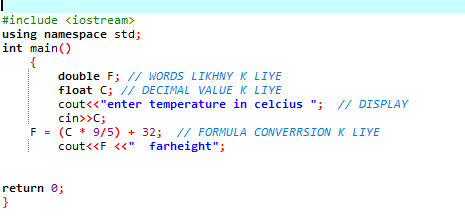 #include <iostream>
using namespace std;
int main()
{
double F; // WORDS LIKHNY K LIYE
float C; // DECIMAL VALUE K LIYE
cout<<"enter temperature in celcius "; // DISPLAY
cin>>C;
F = (C * 9/5) + 32; // FORMULA CONVERRSION K LIYE
cout<<F <<" farheight";
return 0;
}